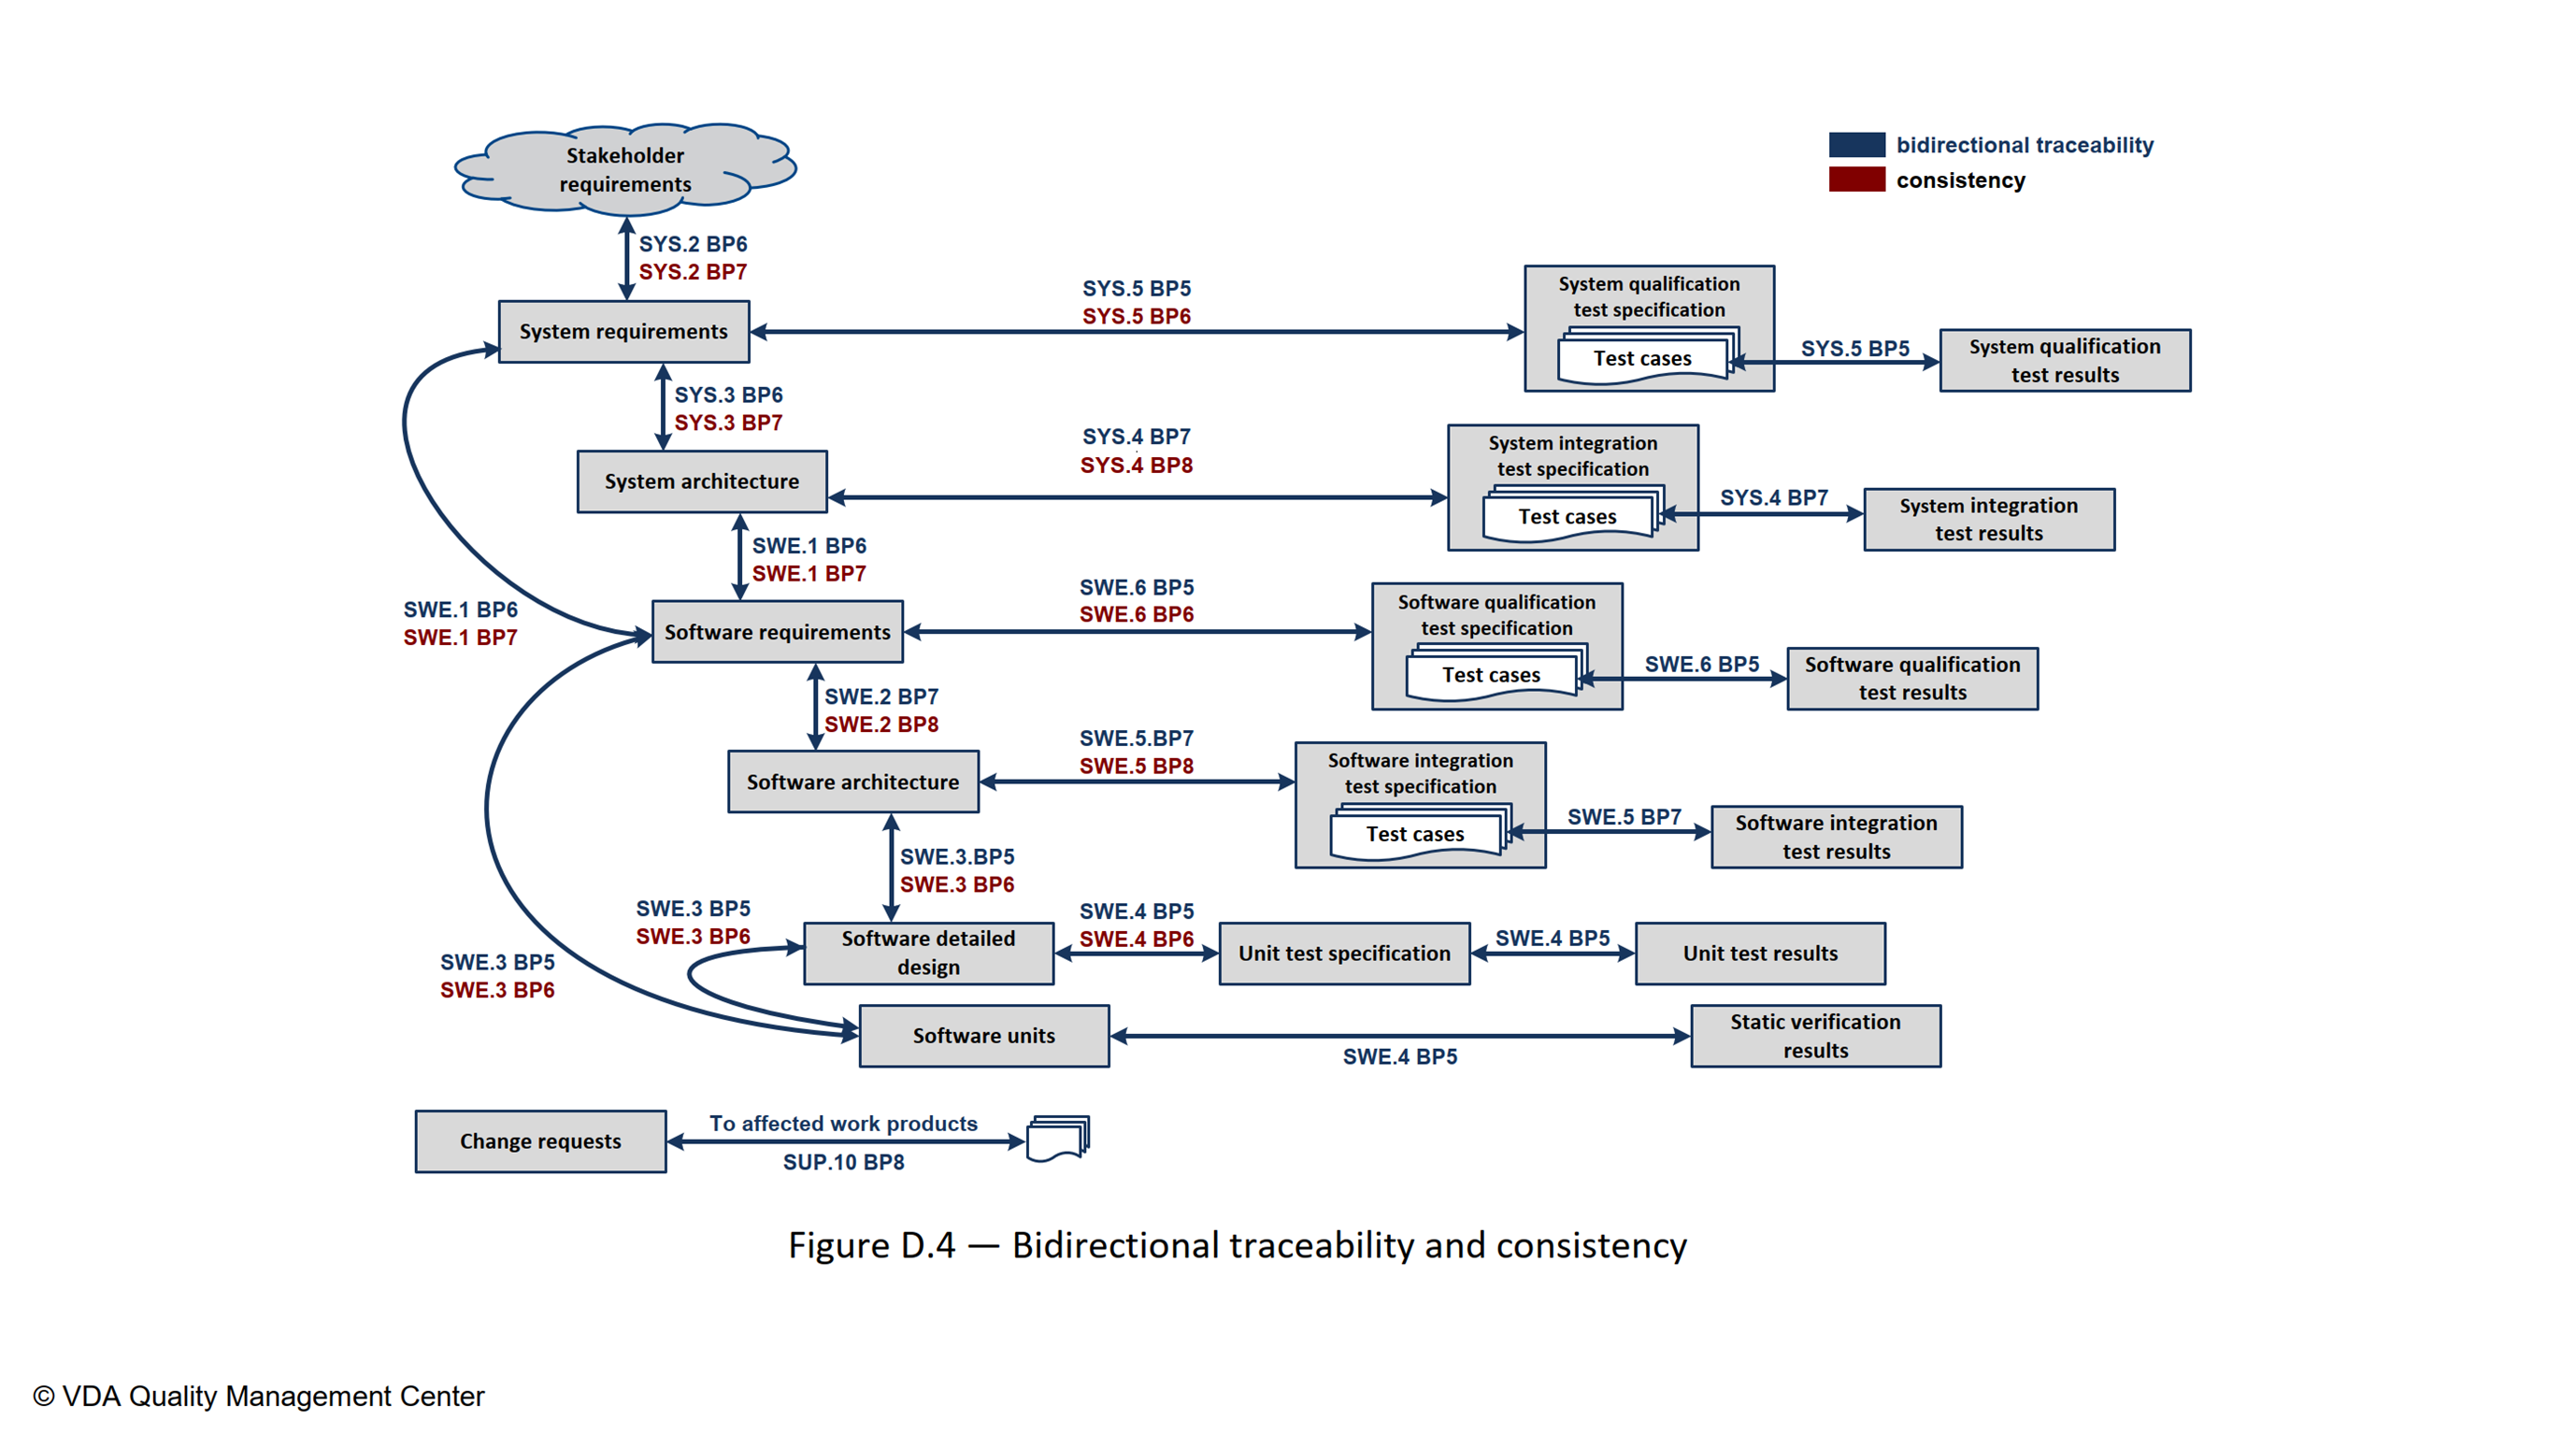 Stakeholder
requirements
bidirectional traceability
consistency
SYS.2 BP6
SYS.2 BP7
System requirements
SYS.5 BP5
SYS.5 BP6
System qualification
test specification
Test cases
SYS.5 BP5
System qualification
test results
SYS.3 BP6
SYS.3 BP7
System architecture
SYS.4 BP7
SYS.4 BP8
System integration
test specification
Test cases
SYS.4 BP7
System integration
test results
SWE.1 BP6
SWE.1 BP7
SWE.1 BP6
SWE.1 BP7
Software requirements
SWE.6 BP5
SWE.6 BP6
Software qualification
test specification
Test cases
SWE.6 BP5
Software qualification
test results
SWE.2 BP7
SWE.2 BP8
Software architecture
SWE.5.BP7
SWE.5 BP8
Software integration
test specification
Test cases
SWE.5 BP7
Software integration
test results
SWE.3.BP5
SWE.3 BP6
SWE.3 BP5
SWE.3 BP6
Software detailed
design
SWE.4 BP5
SWE.4 BP6
Unit test specification
SWE.4 BP5
Unit test results
SWE.3 BP5
SWE.3 BP6
Software units
SWE.4 BP5
Static verification
results
Change requests
To affected work products
SUP.10 BP8
Figure D.4 — Bidirectional traceability and consistency
© VDA Quality Management Center